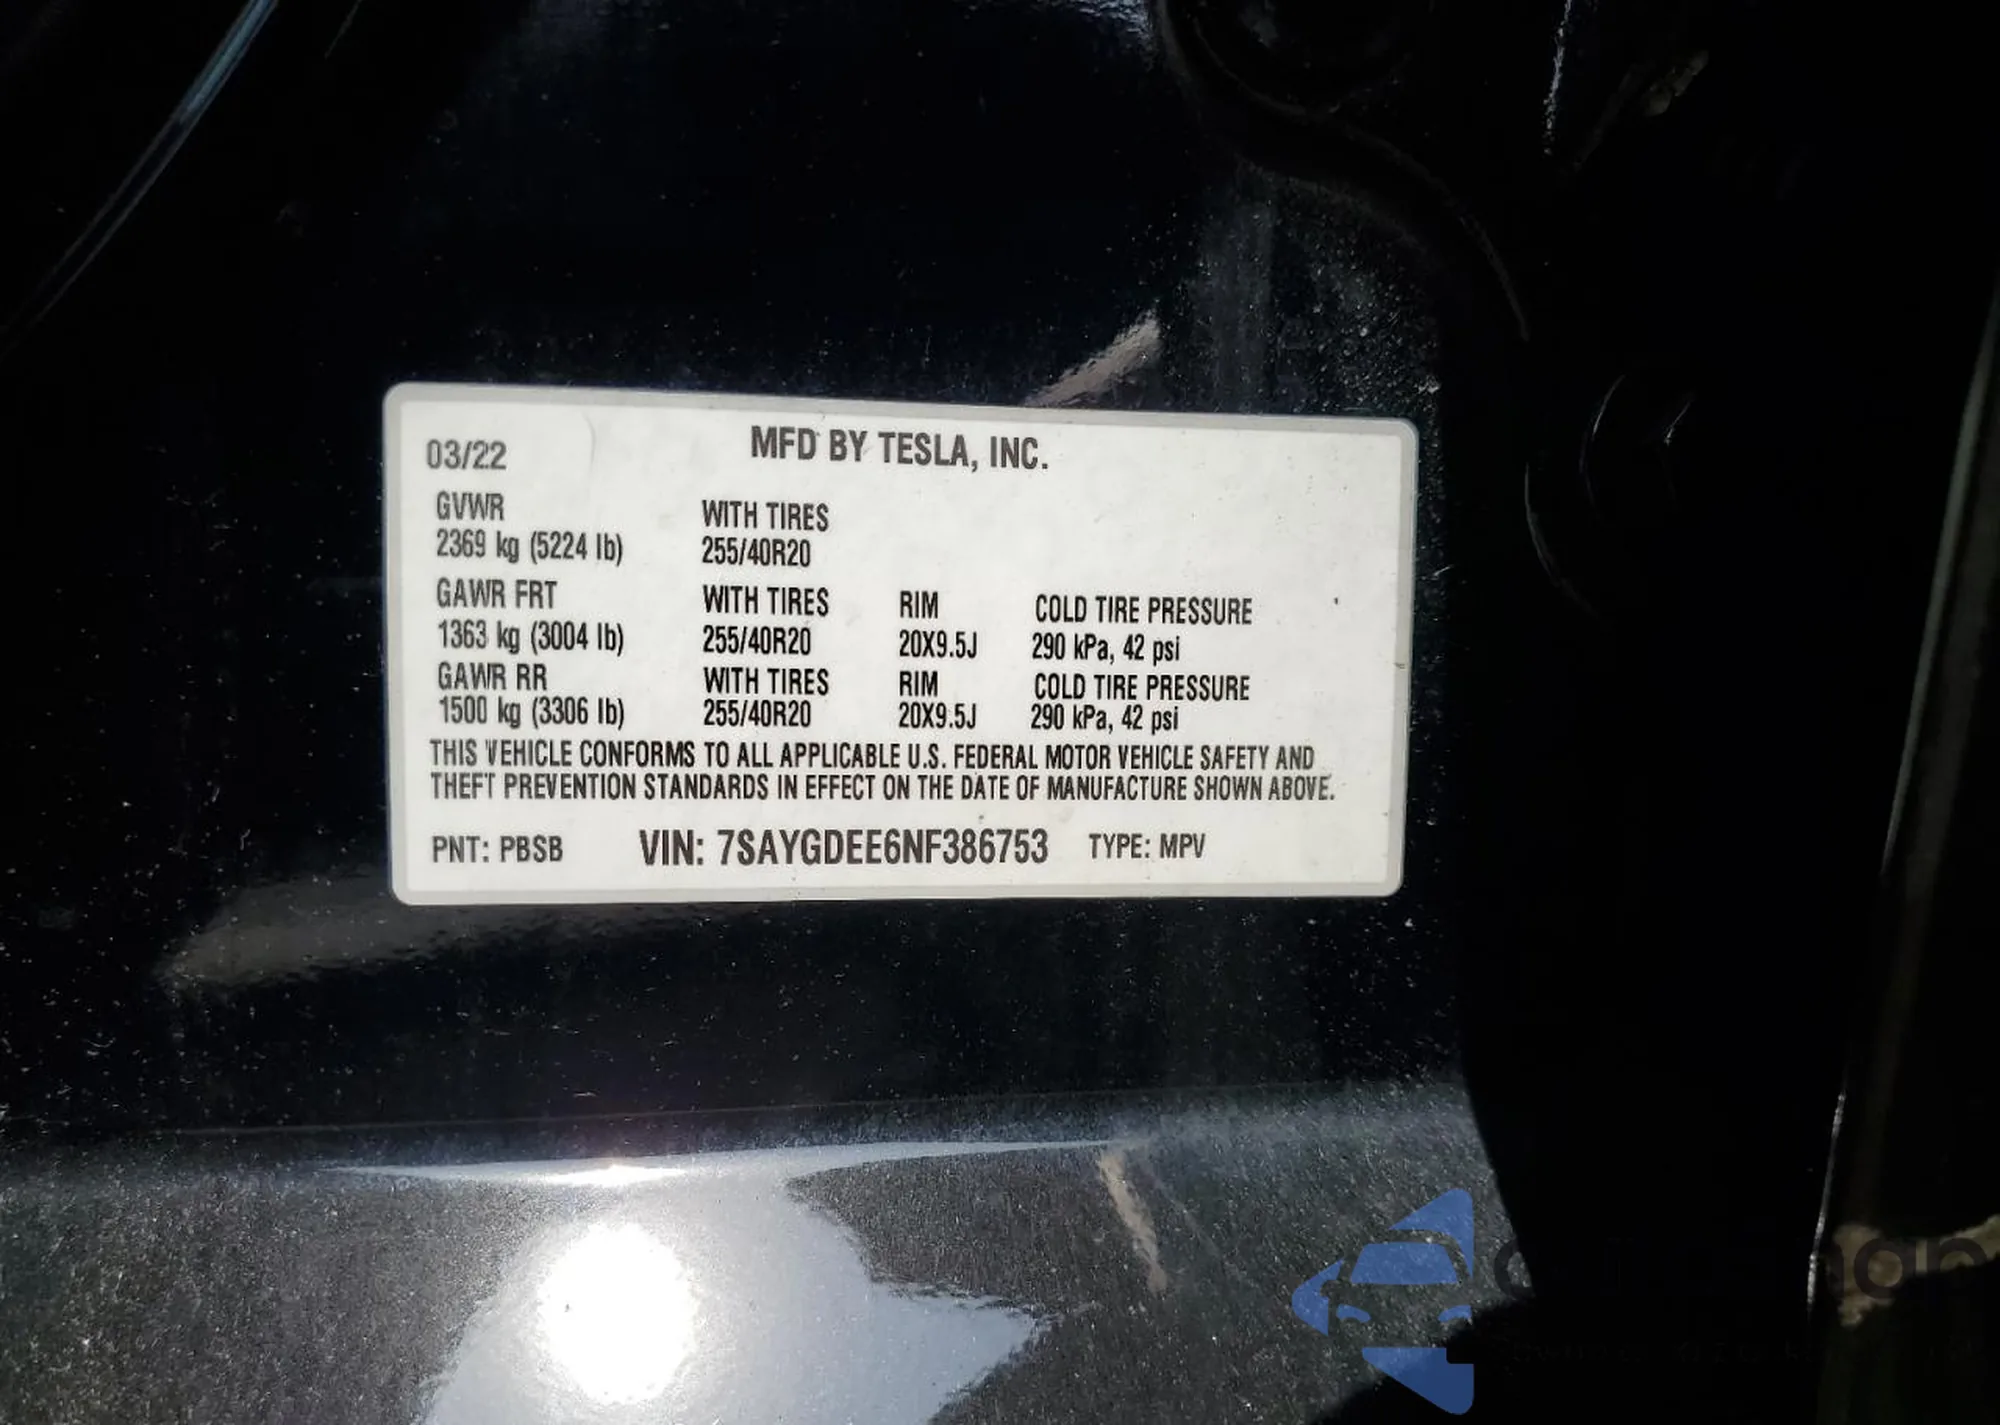 03/22 MFD BY TESLA, INC.
GVWR WITH TIRES
2369 kg (5224 lb) 255/40R20
GAWR FRT WITH TIRES RIM COLD TIRE PRESSURE
1363 kg (3004 lb) 255/40R20 20X9.5J 290 kPa, 42 psi
GAWR RR WITH TIRES RIM COLD TIRE PRESSURE
1500 kg (3306 lb) 255/40R20 20X9.5J 290 kPa, 42 psi
THIS VEHICLE CONFORMS TO ALL APPLICABLE U.S. FEDERAL MOTOR VEHICLE SAFETY AND
THEFT PREVENTION STANDARDS IN EFFECT ON THE DATE OF MANUFACTURE SHOWN ABOVE.
PNT: PBSB VIN: 7SAYGDEE6NF386753 TYPE: MPV